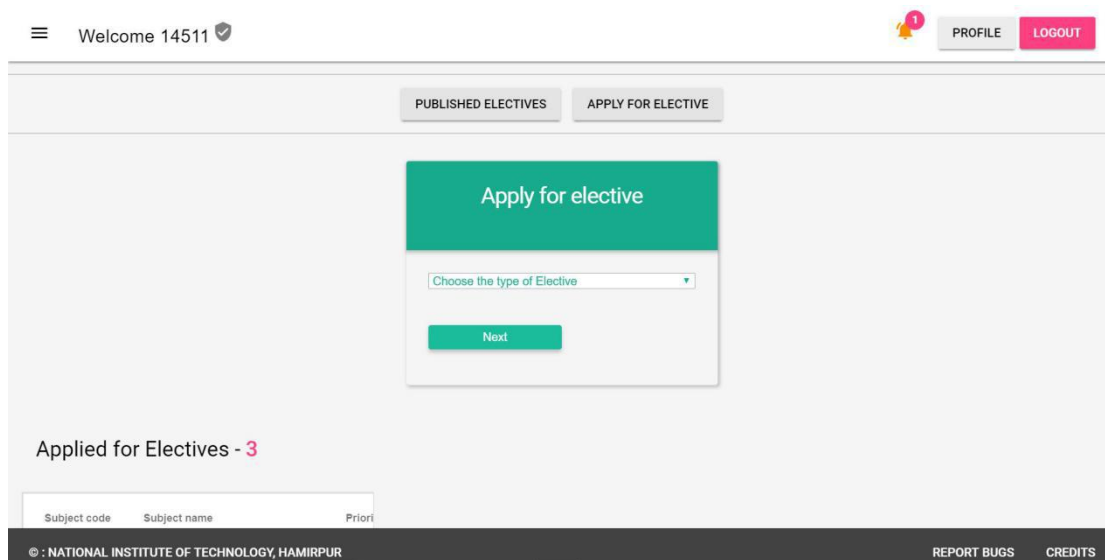 Welcome 14511
1
PROFILE
LOGOUT
PUBLISHED ELECTIVES
APPLY FOR ELECTIVE
Apply for elective
Choose the type of Elective
Next
Applied for Electives - 3
Subject code Subject name Priori
© : NATIONAL INSTITUTE OF TECHNOLOGY, HAMIRPUR
REPORT BUGS
CREDITS